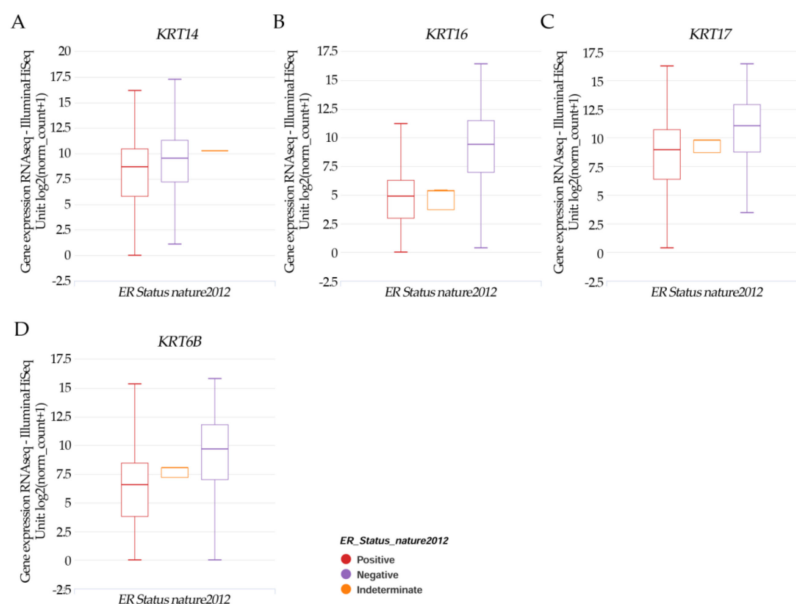 A
KRT14
Gene expression RNAseq - IlluminaHiSeq
Unit: log2(norm_count+1)
20
17.5
15
12.5
10
7.5
5
2.5
0
-2.5
ER Status nature2012
B
KRT16
Gene expression RNAseq - IlluminaHiSeq
Unit: log2(norm_count+1)
17.5
15
12.5
10
7.5
5
2.5
0
-2.5
ER Status nature2012
C
KRT17
Gene expression RNAseq - IlluminaHiSeq
Unit: log2(norm_count+1)
17.5
15
12.5
10
7.5
5
2.5
0
-2.5
ER Status nature2012
D
KRT6B
Gene expression RNAseq - IlluminaHiSeq
Unit: log2(norm_count+1)
17.5
15
12.5
10
7.5
5
2.5
0
-2.5
ER Status nature2012
ER_Status_nature2012
Positive
Negative
Indeterminate